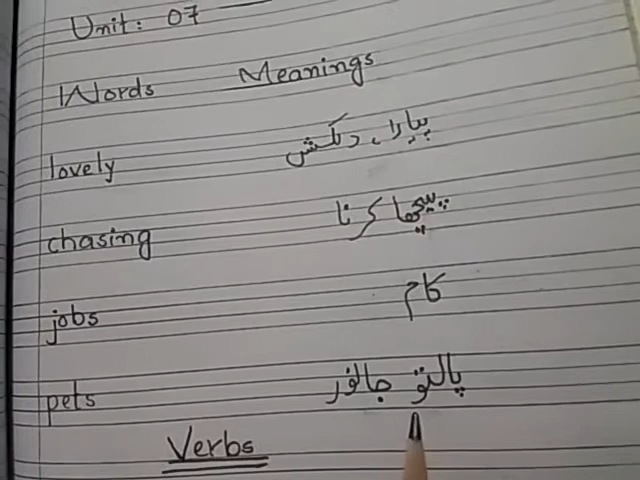 Unit: 07
Words Meanings
lovely پیارا، دلکش
chasing پیچھا کرنا
jobs کام
pets پالتو جانور
Verbs